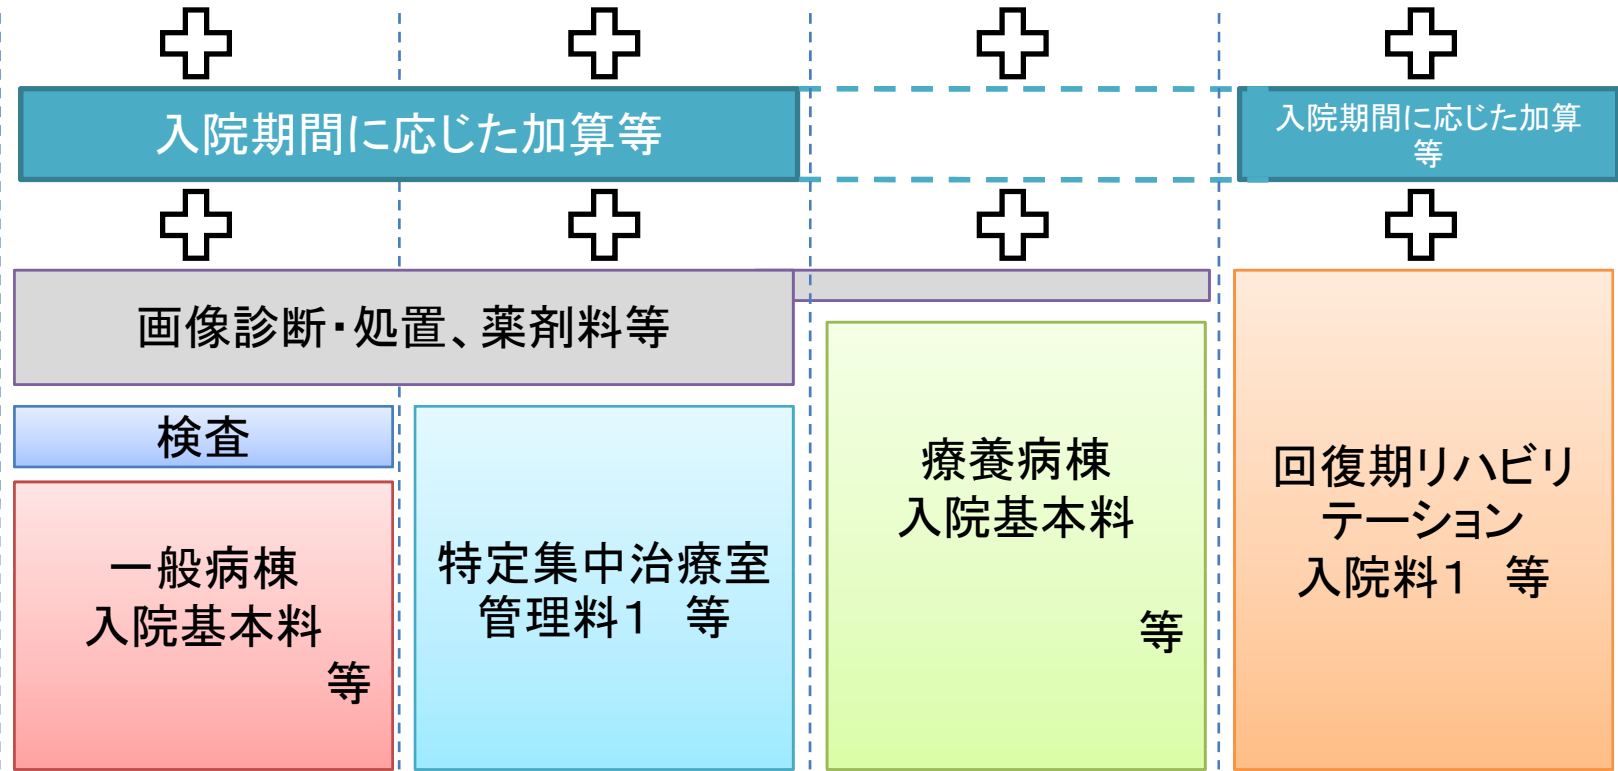 入院期間に応じた加算等
入院期間に応じた加算
等
画像診断・処置、薬剤料等
検査
一般病棟
入院基本料
等
特定集中治療室
管理料１　等
療養病棟
入院基本料
等
回復期リハビリ
テーション
入院料１　等